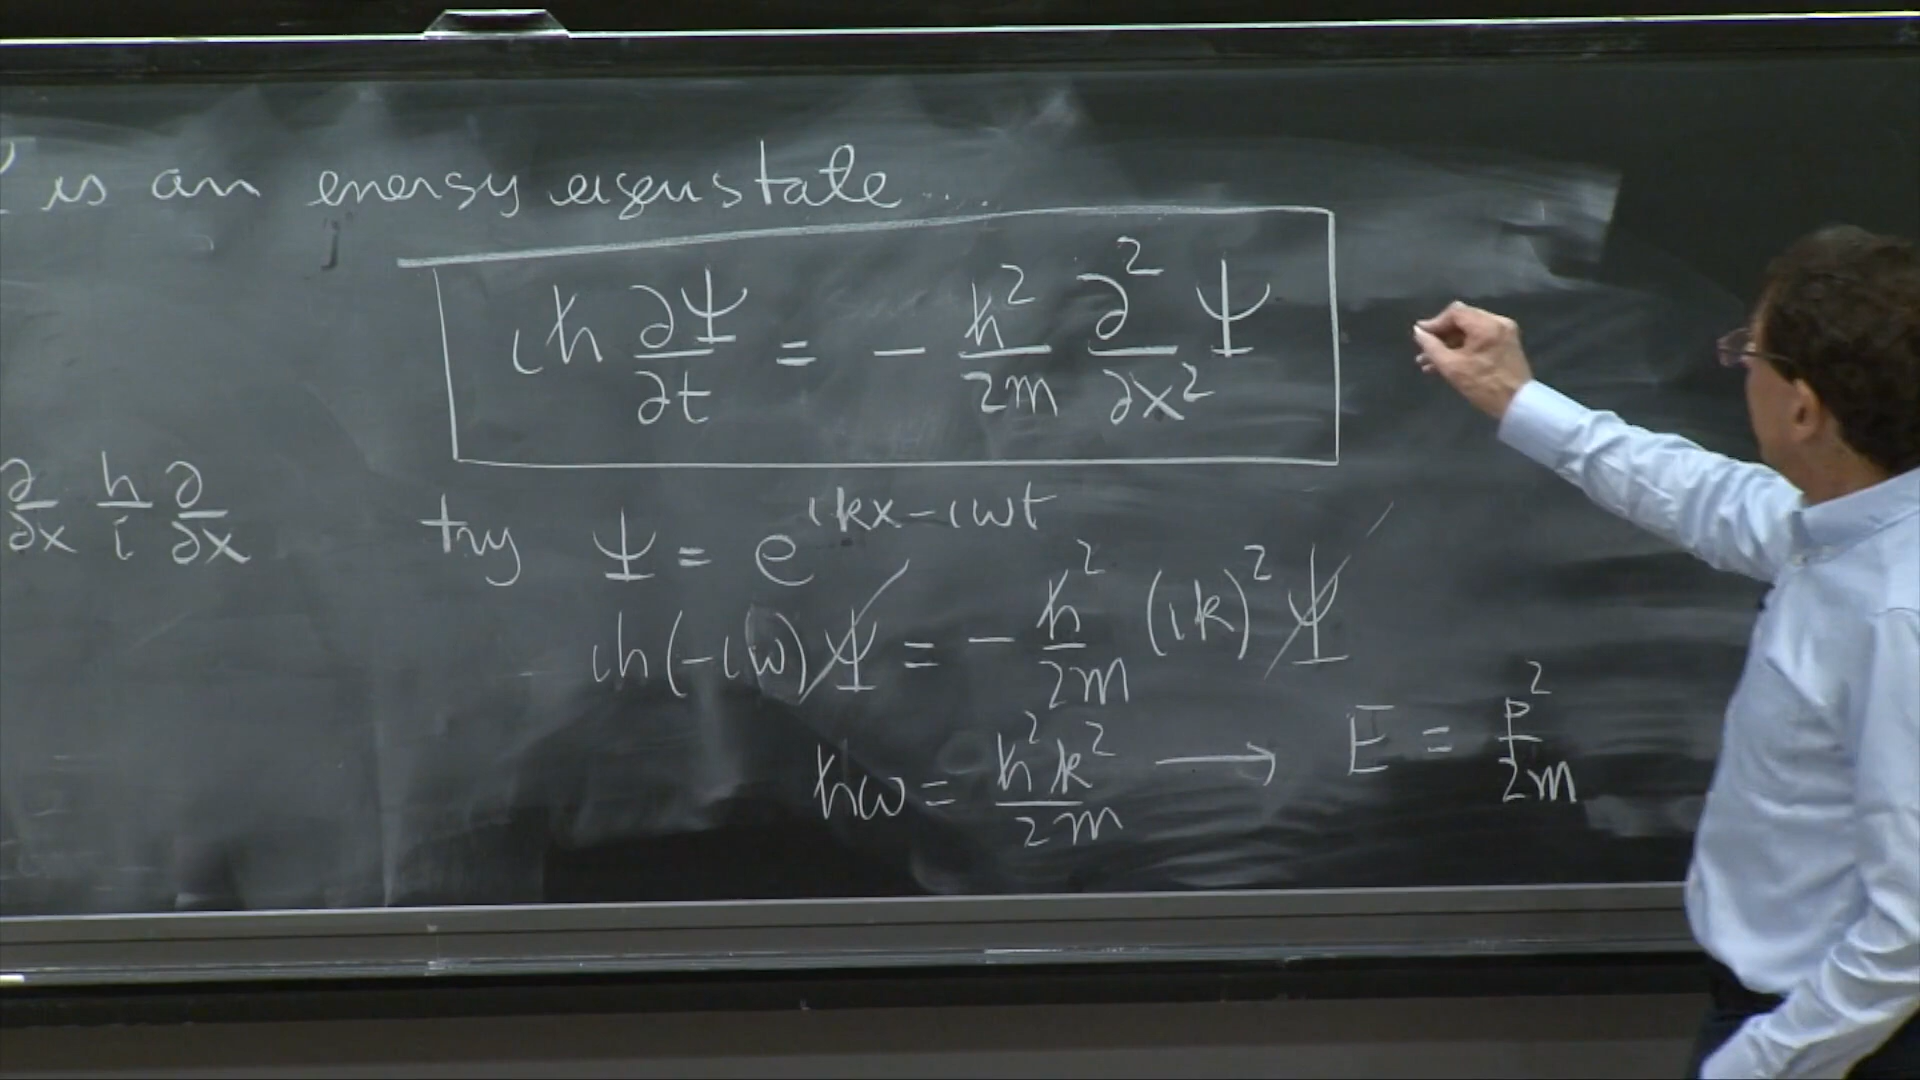 is an energy eigenstate...
iħ ∂Ψ/∂t = - ħ²/2m ∂²/∂x² Ψ
∂/∂x ħ/i ∂/∂x
try Ψ = e^{ikx-iωt}
iħ(-iω)Ψ = - ħ²/2m (ik)² Ψ
ħω = ħ²k²/2m → E = p²/2m